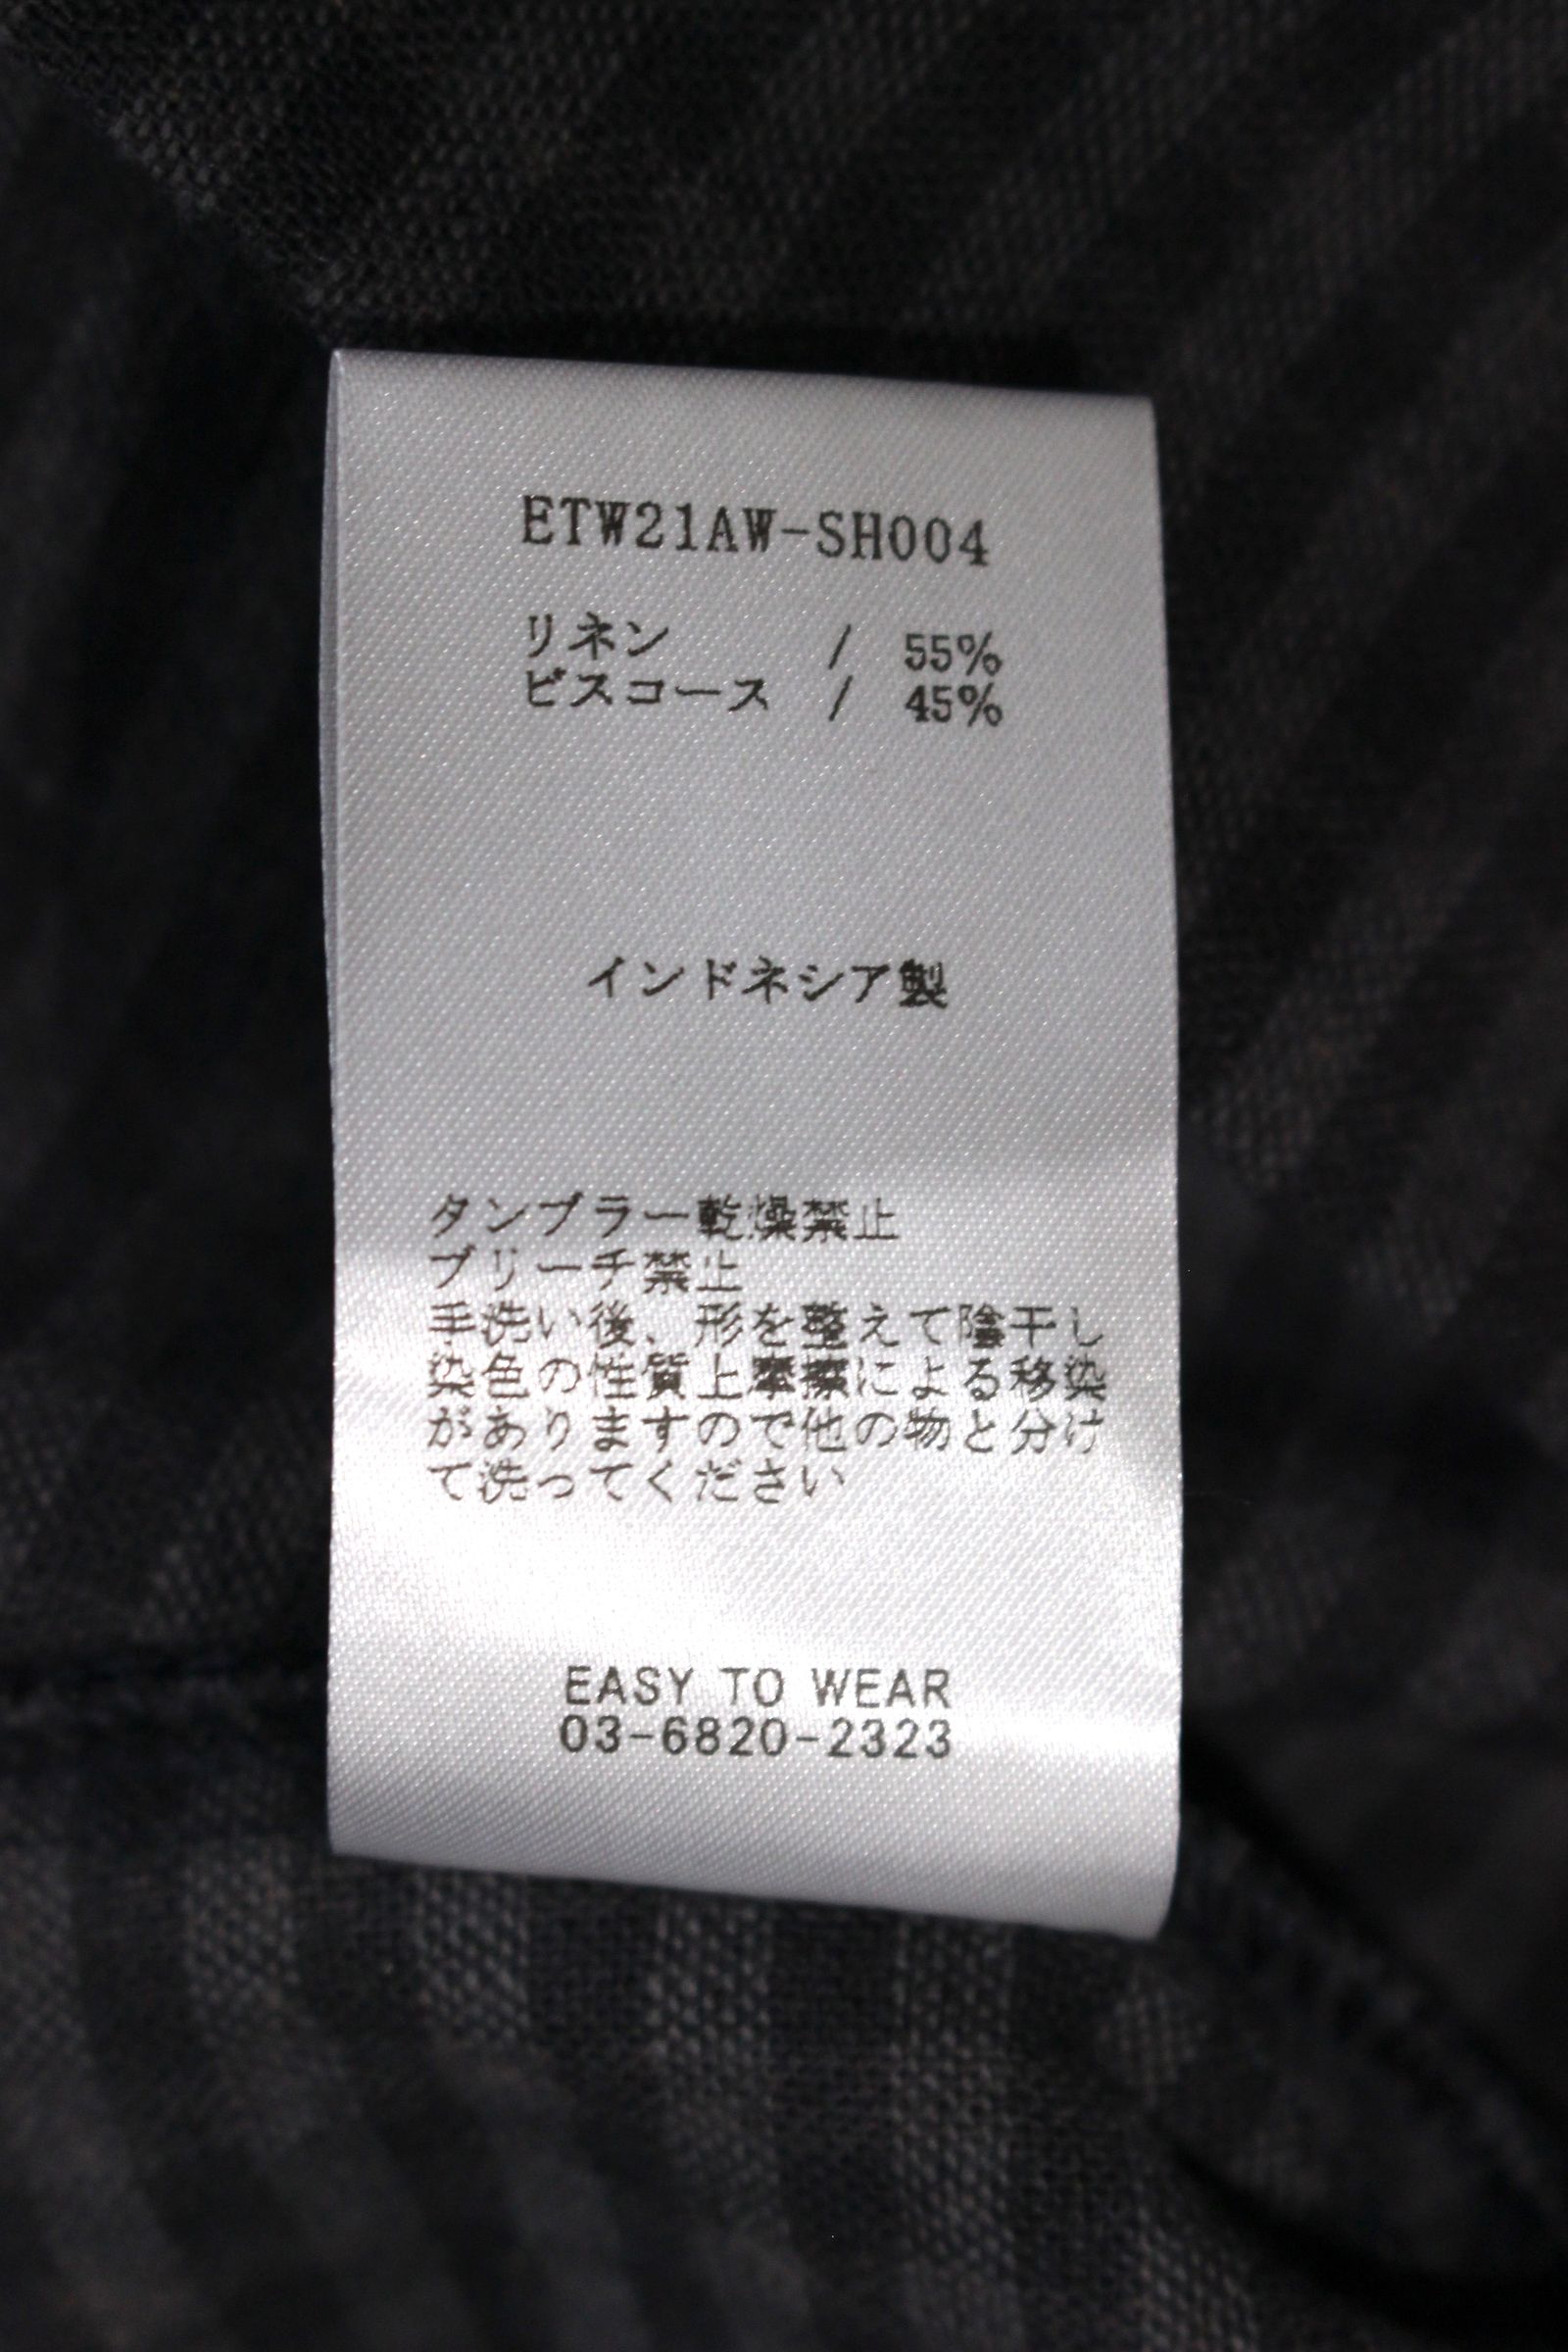 ETW21AW-SH004
リネン / 55%
ビスコース / 45%
インドネシア製
タンブラー乾燥禁止
ブリーチ禁止
手洗い後、形を整えて陰干し
染色の性質上摩擦による移染
がありますので他の物と分け
て洗ってください
EASY TO WEAR
03-6820-2323